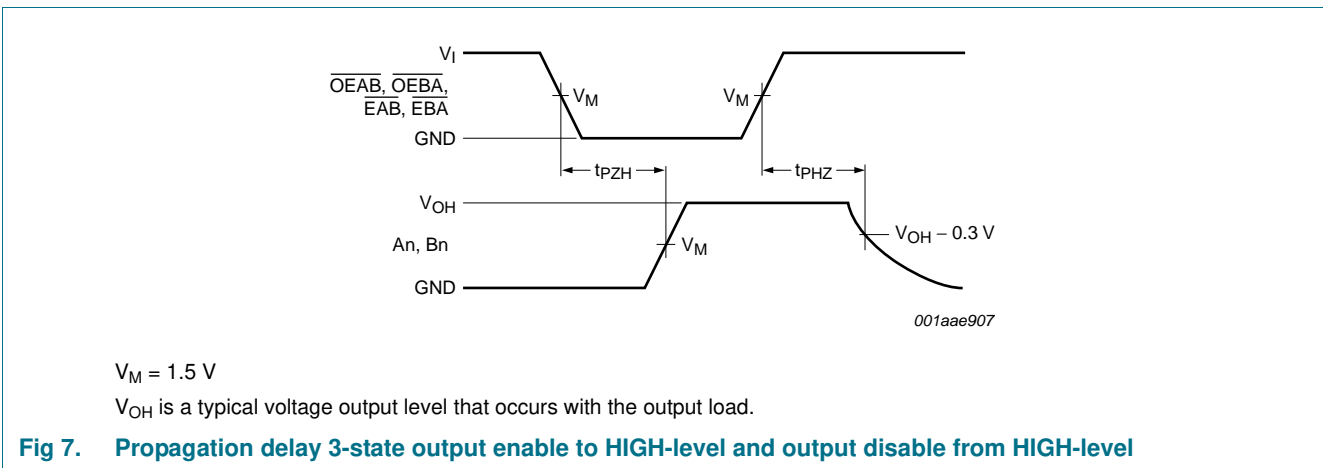 VI
OEAB, OEBA,
EAB, EBA
VM
VM
GND
tPZH
tPHZ
VOH
VOH − 0.3 V
An, Bn
VM
GND
001aae907
VM = 1.5 V
VOH is a typical voltage output level that occurs with the output load.
Fig 7. Propagation delay 3-state output enable to HIGH-level and output disable from HIGH-level